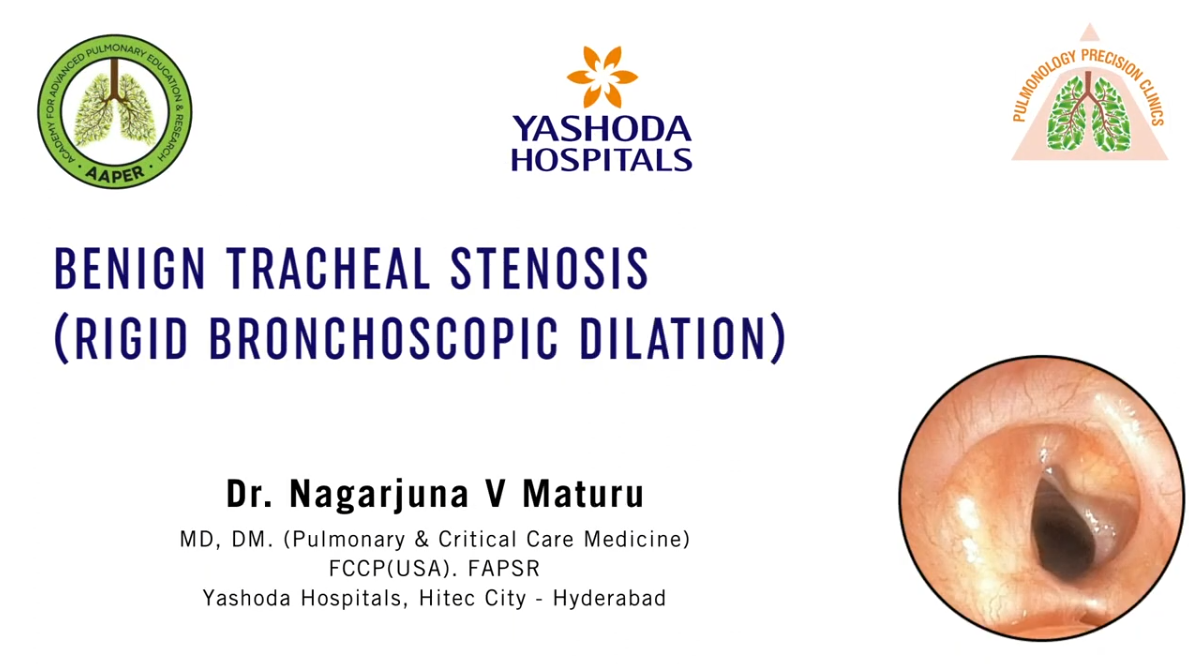 ACADEMY FOR ADVANCED PULMONARY EDUCATION & RESEARCH
AAPER
YASHODA
HOSPITALS
PULMONOLOGY PRECISION CLINICS
BENIGN TRACHEAL STENOSIS
(RIGID BRONCHOSCOPIC DILATION)
Dr. Nagarjuna V Maturu
MD, DM. (Pulmonary & Critical Care Medicine)
FCCP(USA). FAPSR
Yashoda Hospitals, Hitec City - Hyderabad